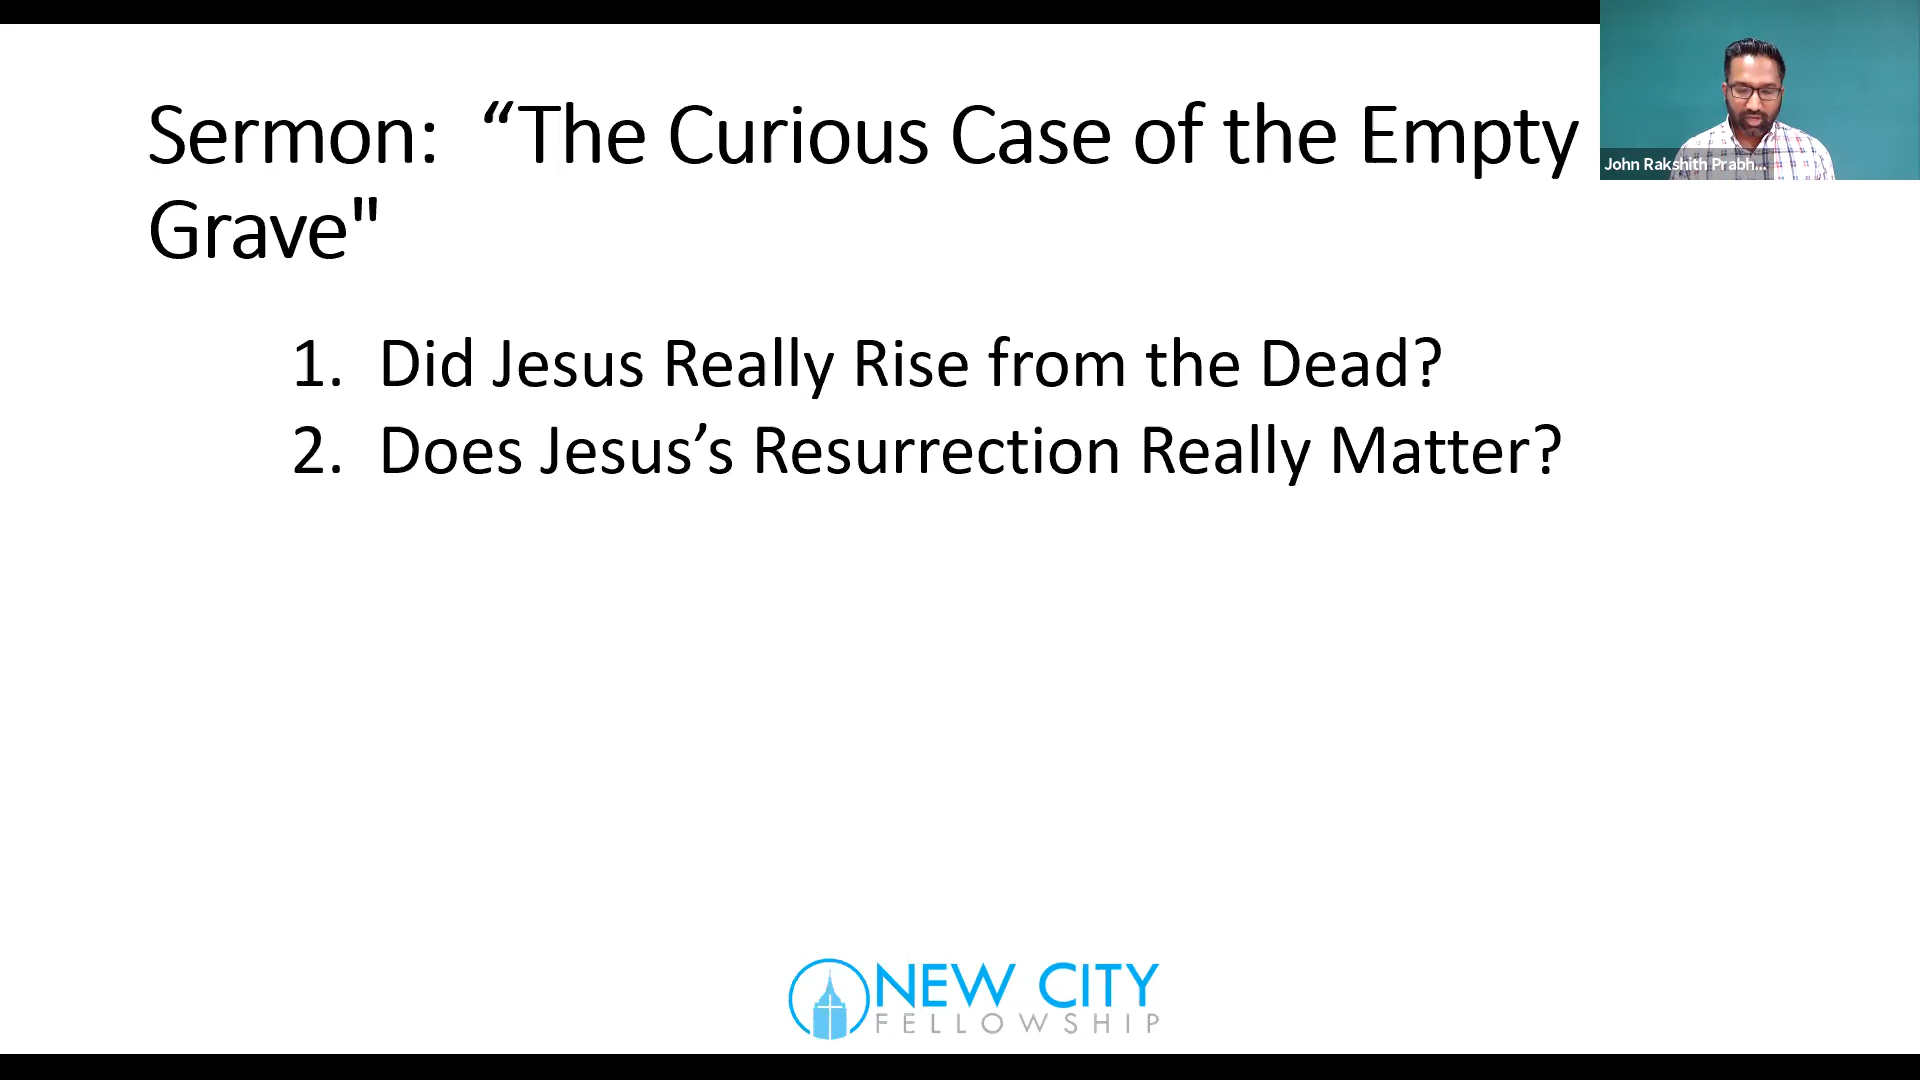 Sermon:  “The Curious Case of the Empty
Grave"
John Rakshith Prabh...
1. Did Jesus Really Rise from the Dead?
2. Does Jesus’s Resurrection Really Matter?
NEW CITY
FELLOWSHIP